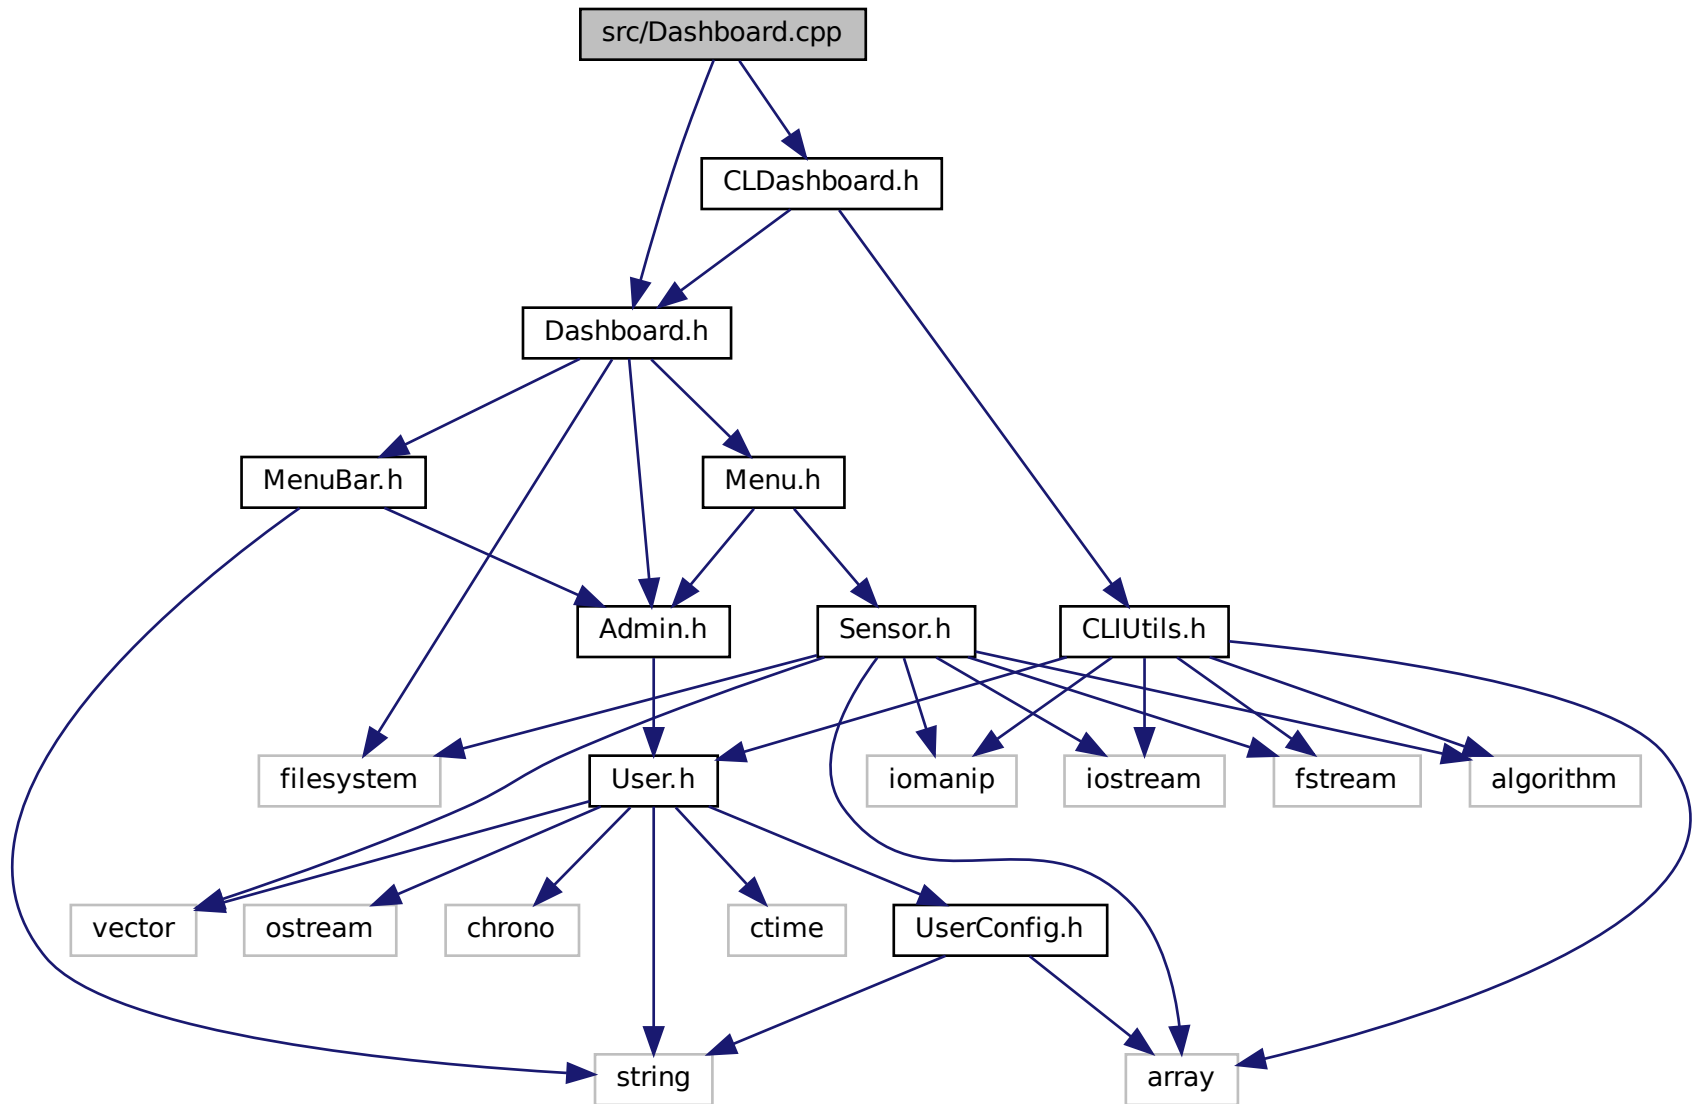 src/Dashboard.cpp
CLDashboard.h
Dashboard.h
MenuBar.h
Menu.h
Admin.h
Sensor.h
CLIUtils.h
filesystem
User.h
iomanip
iostream
fstream
algorithm
vector
ostream
chrono
ctime
UserConfig.h
string
array